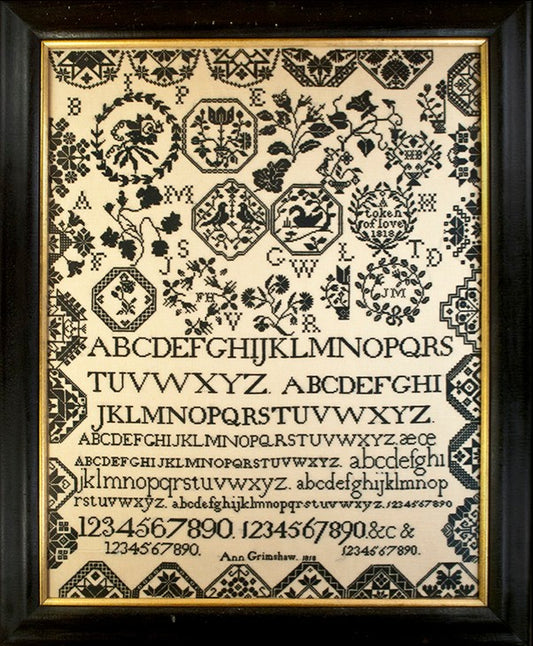 B I P E
HB
A M H
A
token
of love
1818
F J S G W L T D
FH JM
V R
ABCDEFGHIJKLMNOPQRS
TUVWXYZ. ABCDEFGHI
JKLMNOPQRSTUVWXYZ.
ABCDEFGHIJKLMNOPQRSTUVWXYZ. æœ
ABCDEFGHIJKLMNOPQRSTUVWXYZ. abcdefghi
jklmnopqrstuvwxyz. abcdefghijklmnop
rstuvwxyz. abcdefghijklmnopqrstuvwxyz. 1234567890
1234567890. 1234567890.&c &
1234567890. Ann Grimshaw. 1818 1234567890.